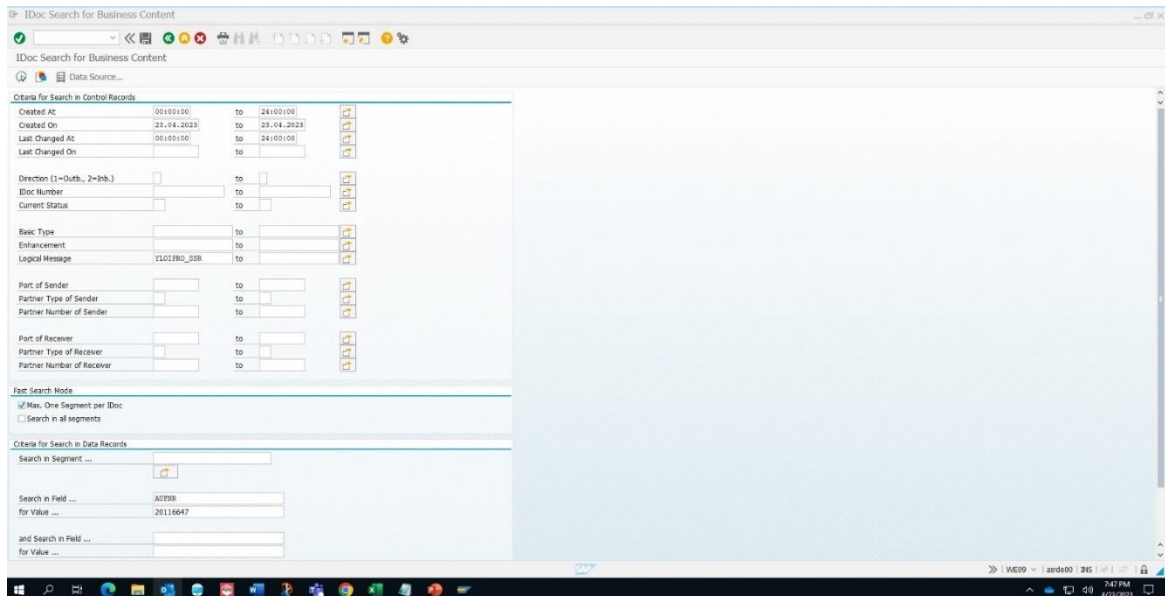 IDoc Search for Business Content
IDoc Search for Business Content
Data Source...
Criteria for Search in Control Records
Created At 00:00:00 to 24:00:00
Created On 23.04.2023 to 23.04.2023
Last Changed At 00:00:00 to 24:00:00
Last Changed On to
Direction (1=Outb., 2=Inb.) to
IDoc Number to
Current Status to
Basic Type to
Enhancement to
Logical Message YLOIPRO_SSR to
Port of Sender to
Partner Type of Sender to
Partner Number of Sender to
Port of Receiver to
Partner Type of Receiver to
Partner Number of Receiver to
Fast Search Mode
Max. One Segment per IDoc
Search in all segments
Criteria for Search in Data Records
Search in Segment ...
Search in Field ... AUFNR
for Value ... 20116647
and Search in Field ...
for Value ...
SAP
WE09 INS
7:47 PM
4/23/2023